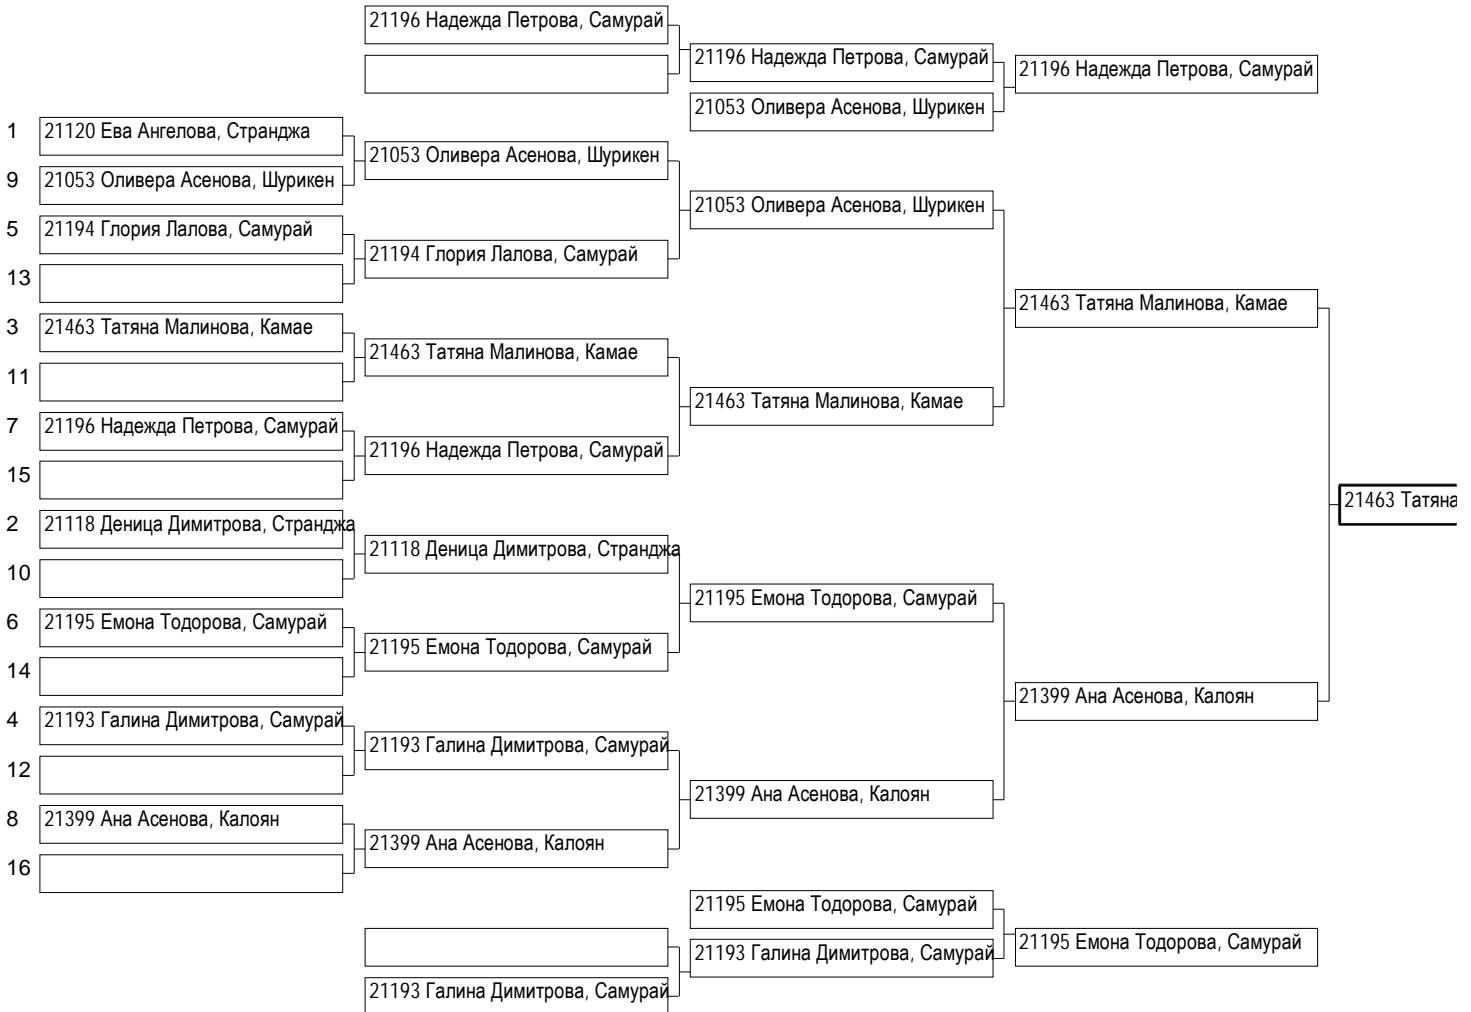 21196 Надежда Петрова, Самурай
21196 Надежда Петрова, Самурай
21196 Надежда Петрова, Самурай
21053 Оливера Асенова, Шурикен
1 21120 Ева Ангелова, Странджа
21053 Оливера Асенова, Шурикен
9 21053 Оливера Асенова, Шурикен
21053 Оливера Асенова, Шурикен
5 21194 Глория Лалова, Самурай
21194 Глория Лалова, Самурай
13
21463 Татяна Малинова, Камае
3 21463 Татяна Малинова, Камае
21463 Татяна Малинова, Камае
11
21463 Татяна Малинова, Камае
7 21196 Надежда Петрова, Самурай
21196 Надежда Петрова, Самурай
15
21463 Татяна
2 21118 Деница Димитрова, Странджа
21118 Деница Димитрова, Странджа
10
21195 Емона Тодорова, Самурай
6 21195 Емона Тодорова, Самурай
21195 Емона Тодорова, Самурай
14
21399 Ана Асенова, Калоян
4 21193 Галина Димитрова, Самурай
21193 Галина Димитрова, Самурай
12
21399 Ана Асенова, Калоян
8 21399 Ана Асенова, Калоян
21399 Ана Асенова, Калоян
16
21195 Емона Тодорова, Самурай
21195 Емона Тодорова, Самурай
21193 Галина Димитрова, Самурай
21193 Галина Димитрова, Самурай